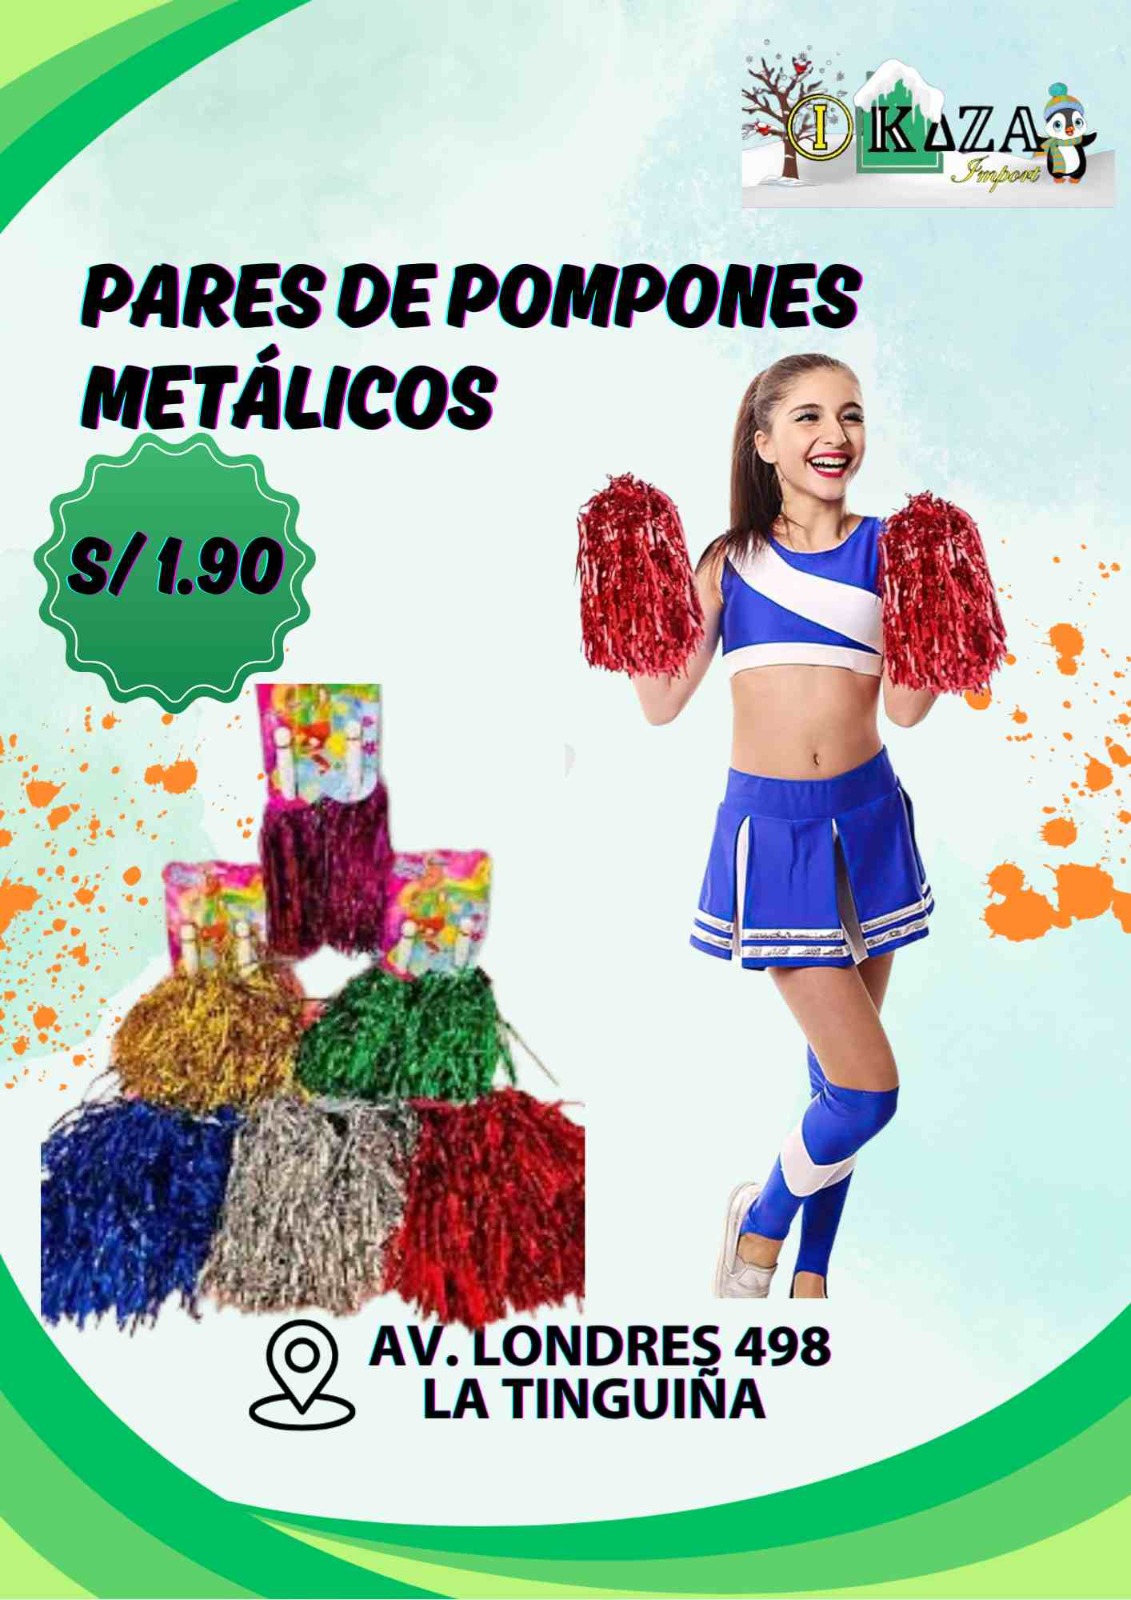 I KAZA
Import
PARES DE POMPONES
METÁLICOS
S/ 1.90
AV. LONDRES 498
LA TINGUIÑA